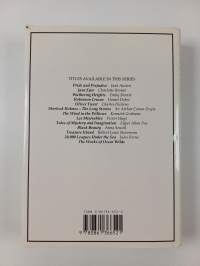 TITLES AVAILABLE IN THIS SERIES
Pride and Prejudice Jane Austen
Jane Eyre Charlotte Brontë
Wuthering Heights Emily Brontë
Robinson Crusoe Daniel Defoe
Oliver Twist Charles Dickens
Sherlock Holmes – The Long Stories Sir Arthur Conan Doyle
The Wind in the Willows Kenneth Grahame
Les Misérables Victor Hugo
Tales of Mystery and Imagination Edgar Allan Poe
Black Beauty Anna Sewell
Treasure Island Robert Louis Stevenson
20,000 Leagues Under the Sea Jules Verne
The Works of Oscar Wilde